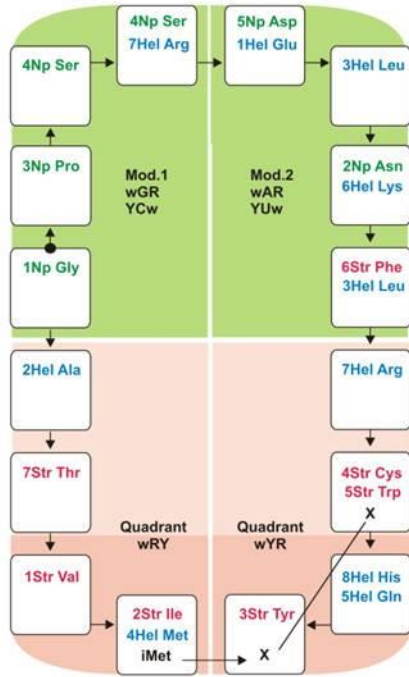 4Np Ser
4Np Ser
7Hel Arg
5Np Asp
1Hel Glu
3Hel Leu
3Np Pro
Mod.1
wGR
YCw
Mod.2
wAR
YUw
2Np Asn
6Hel Lys
1Np Gly
6Str Phe
3Hel Leu
2Hel Ala
7Hel Arg
7Str Thr
4Str Cys
5Str Trp
X
Quadrant
wRY
Quadrant
wYR
1Str Val
2Str Ile
4Hel Met
iMet
3Str Tyr
X
8Hel His
5Hel Gln